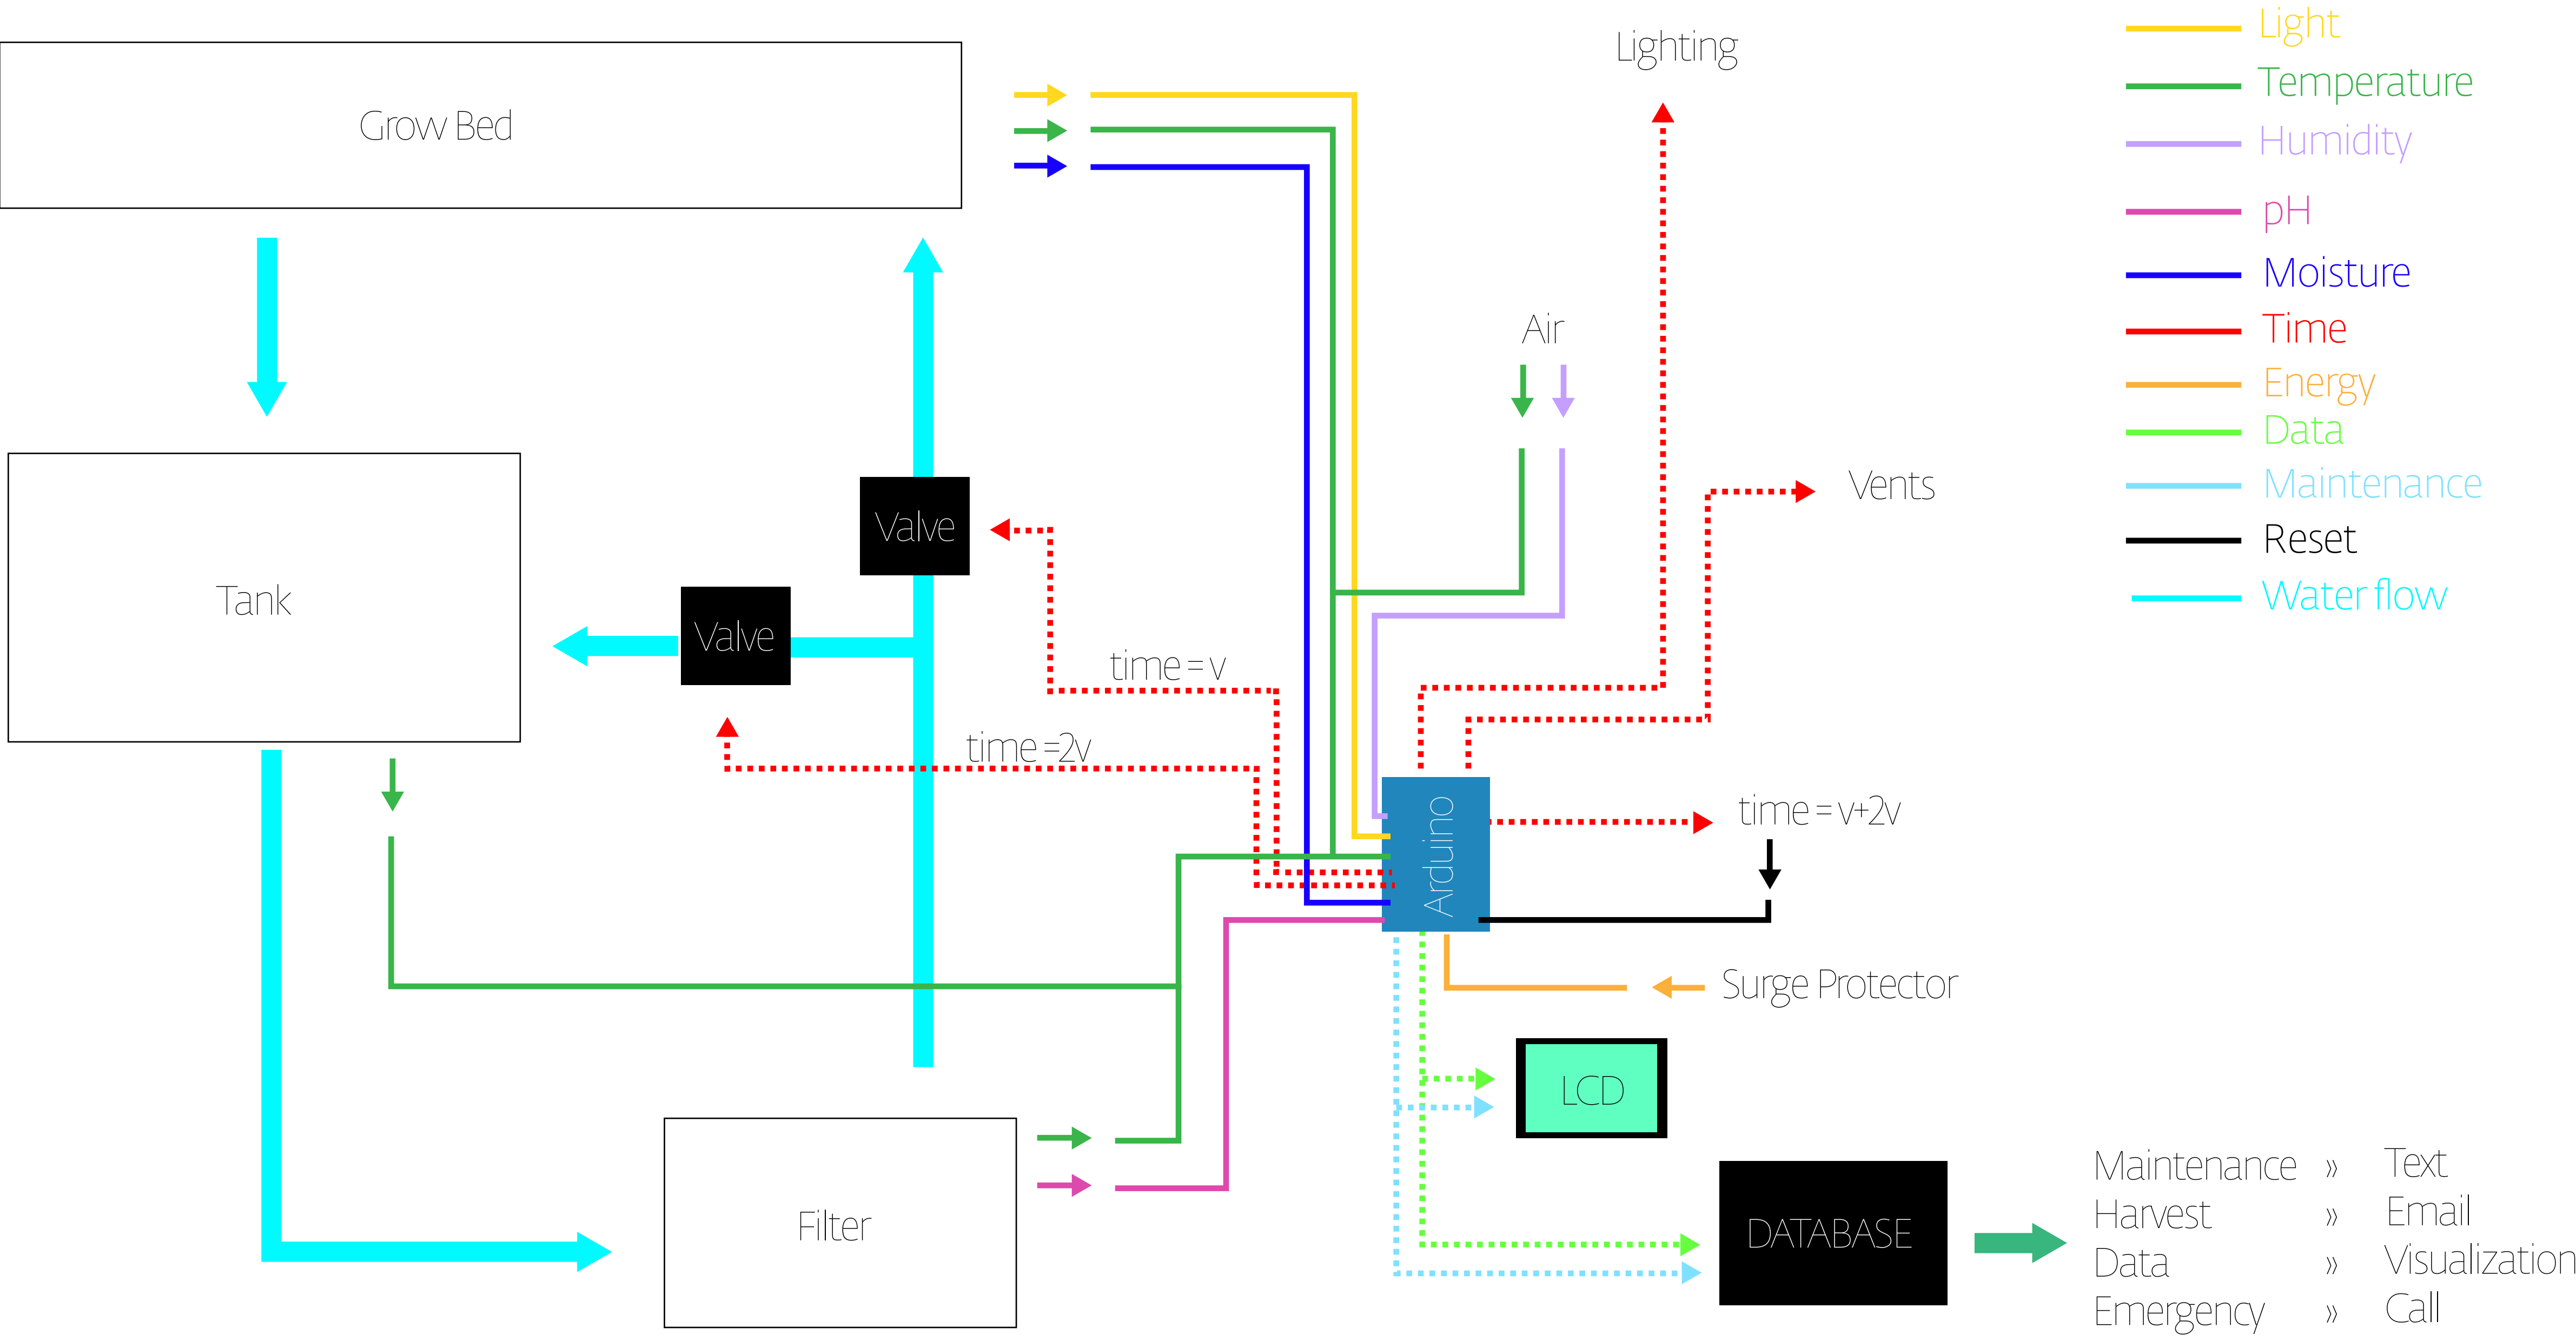 Grow Bed
Tank
Valve
Valve
Filter
time = v
time =2v
Lighting
Air
Vents
Arduino
time = v+2v
Surge Protector
LCD
DATABASE
Light
Temperature
Humidity
pH
Moisture
Time
Energy
Data
Maintenance
Reset
Water flow
Maintenance » Text
Harvest » Email
Data » Visualization
Emergency » Call